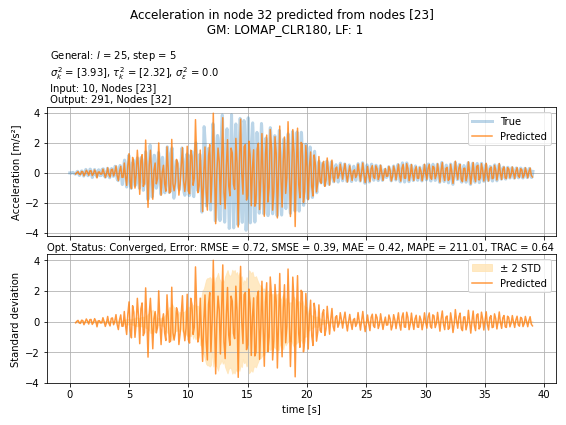 Acceleration in node 32 predicted from nodes [23]
GM: LOMAP_CLR180, LF: 1
General: l = 25, step = 5
σ²ₖ = [3.93], τ²ₖ = [2.32], σ²ε = 0.0
Input: 10, Nodes [23]
Output: 291, Nodes [32]
Acceleration [m/s²]
4
2
0
−2
−4
True
Predicted
Opt. Status: Converged, Error: RMSE = 0.72, SMSE = 0.39, MAE = 0.42, MAPE = 211.01, TRAC = 0.64
Standard deviation
4
2
0
−2
−4
± 2 STD
Predicted
0 5 10 15 20 25 30 35 40
time [s]